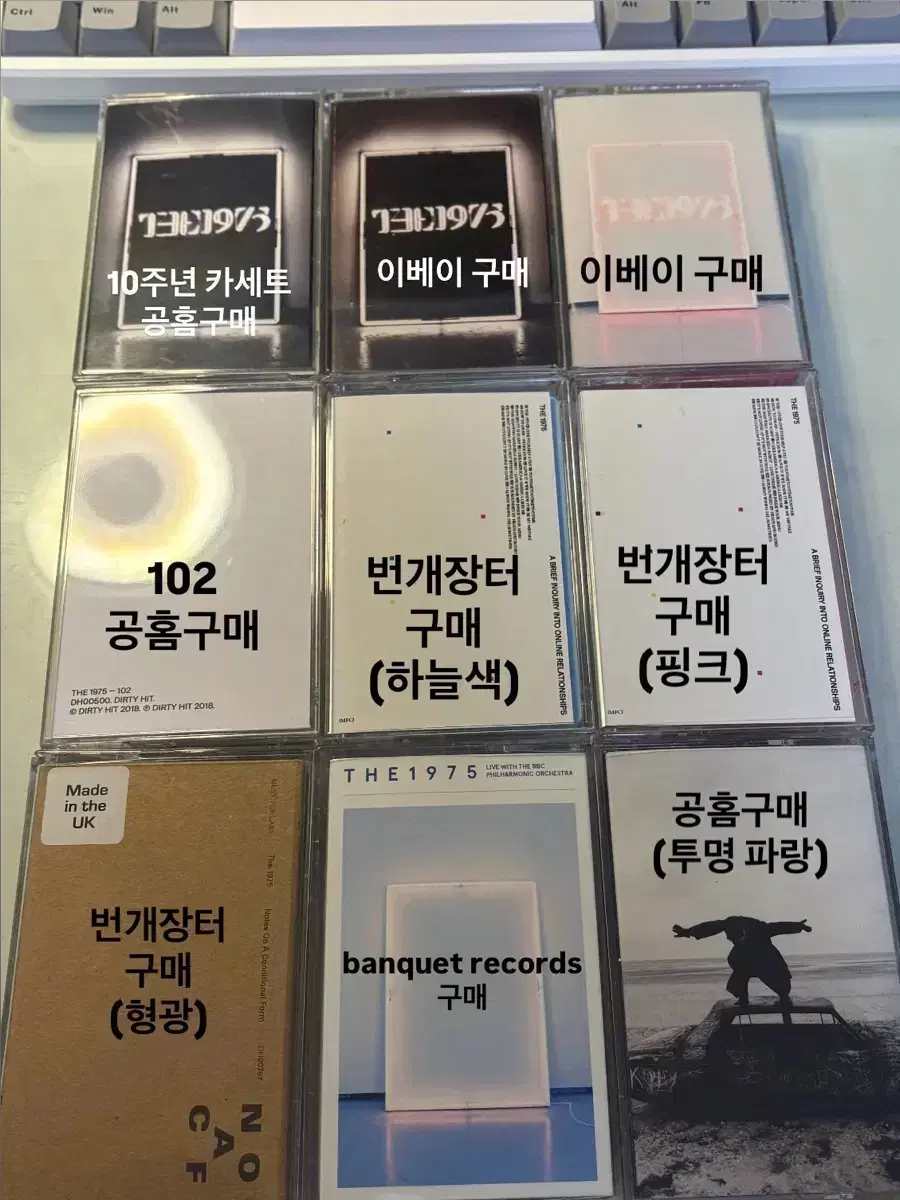 Ctrl
Win
Alt
Alt
Fn
THE1975
10주년 카세트
공홈구매
THE1975
이베이 구매
THE1975
이베이 구매
102
공홈구매
THE 1975 — 102
DH00500. DIRTY HIT.
© DIRTY HIT 2018. ℗ DIRTY HIT 2018.
THE 1975
A BRIEF INQUIRY INTO ONLINE RELATIONSHIPS
번개장터
구매
(하늘색)
(MFC)
THE 1975
A BRIEF INQUIRY INTO ONLINE RELATIONSHIPS
번개장터
구매
(핑크)
(MFC)
Made
in the
UK
The 1975
Notes On A Conditional Form
번개장터
구매
(형광)
NO
A
CF
THE1975
LIVE WITH THE BBC
PHILHARMONIC ORCHESTRA
banquet records
구매
공홈구매
(투명 파랑)